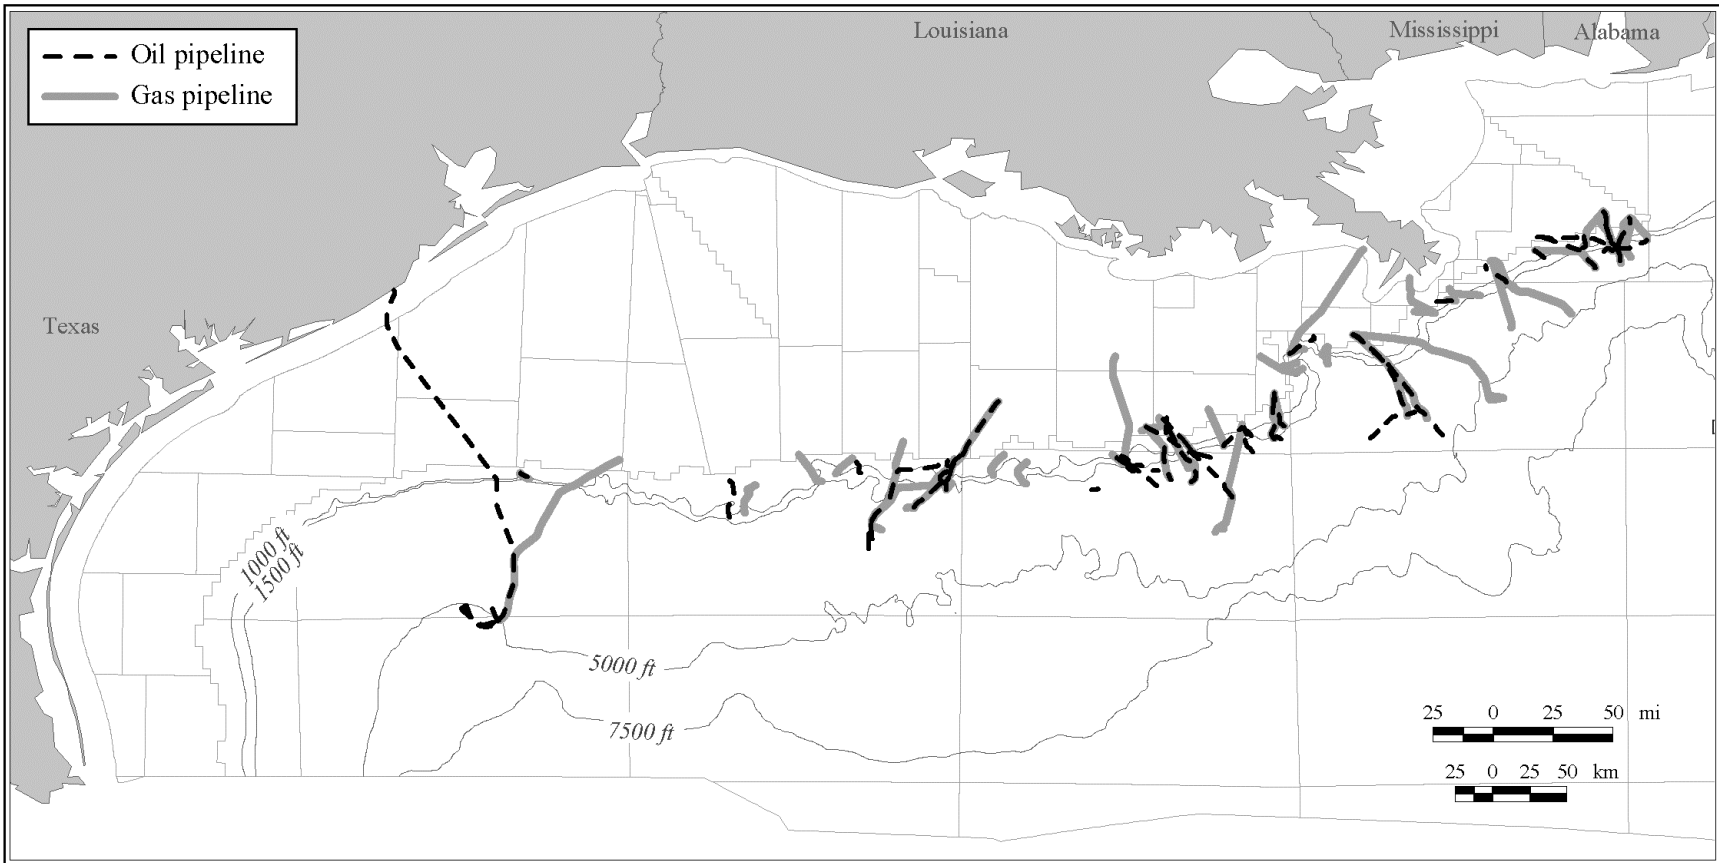 Louisiana
Mississippi
Alabama
Oil pipeline
Gas pipeline
Texas
1000 ft
1500 ft
5000 ft
7500 ft
25 0 25 50 mi
25 0 25 50 km